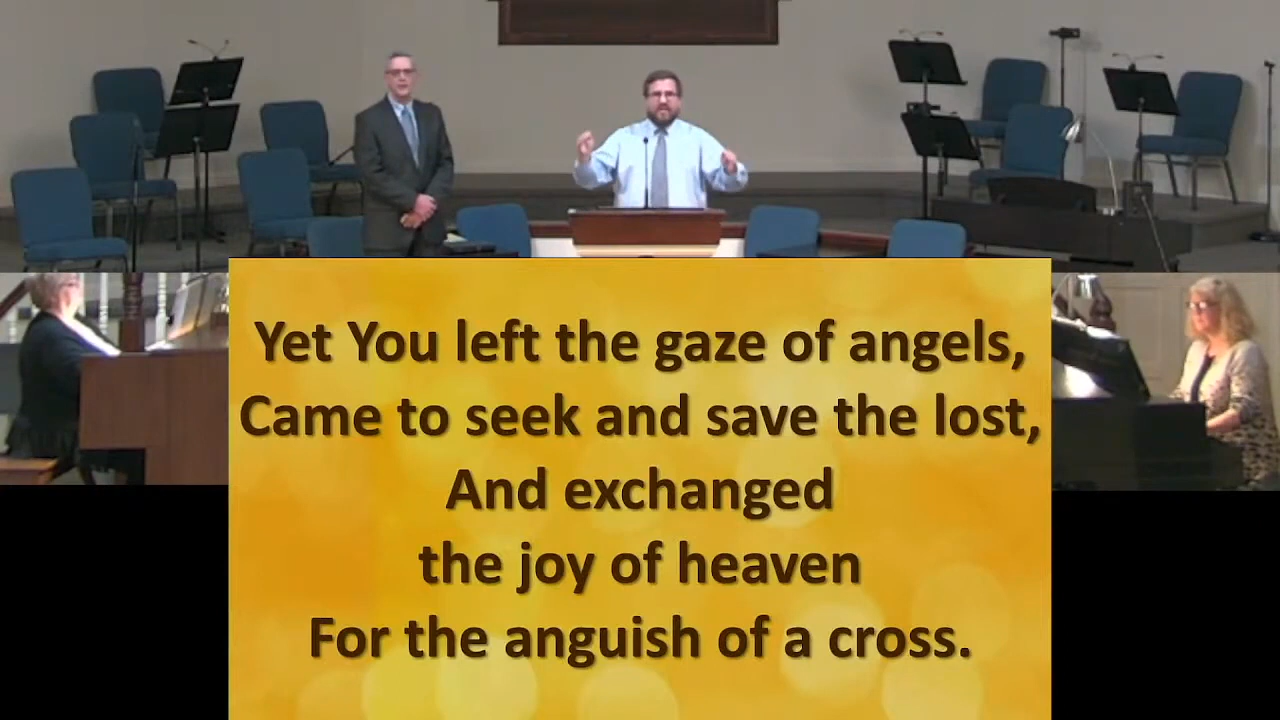 Yet You left the gaze of angels,
Came to seek and save the lost,
And exchanged
the joy of heaven
For the anguish of a cross.